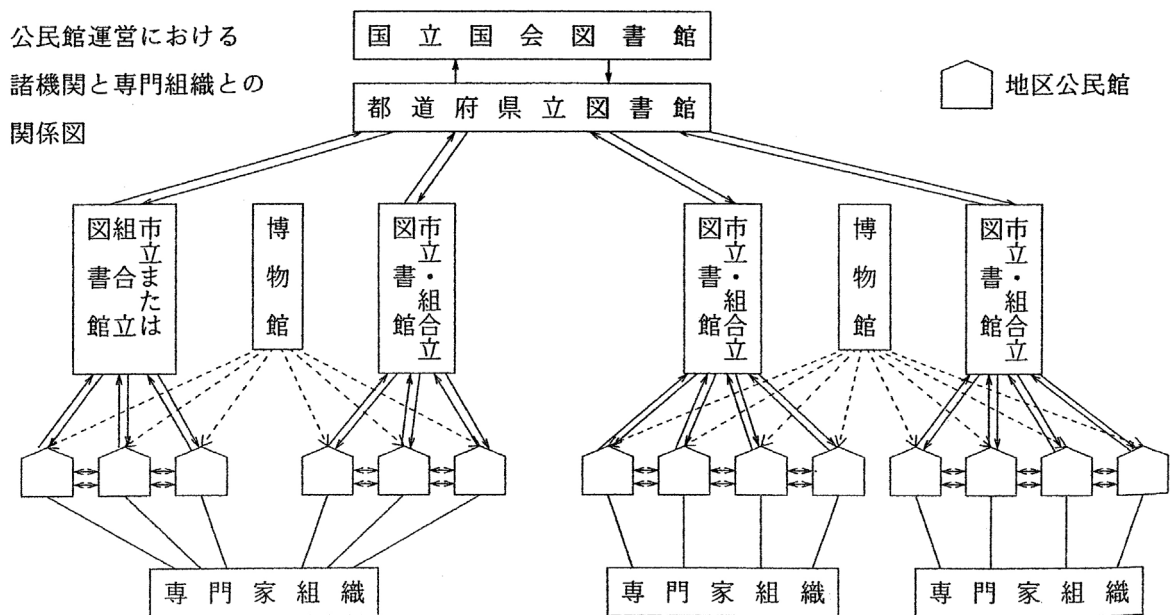 公民館運営における
諸機関と専門組織との
関係図
国立国会図書館
都道府県立図書館
地区公民館
市立または
組合立
図書館
博物館
市立・組合立
図書館
市立・組合立
図書館
博物館
市立・組合立
図書館
専門家組織
専門家組織
専門家組織